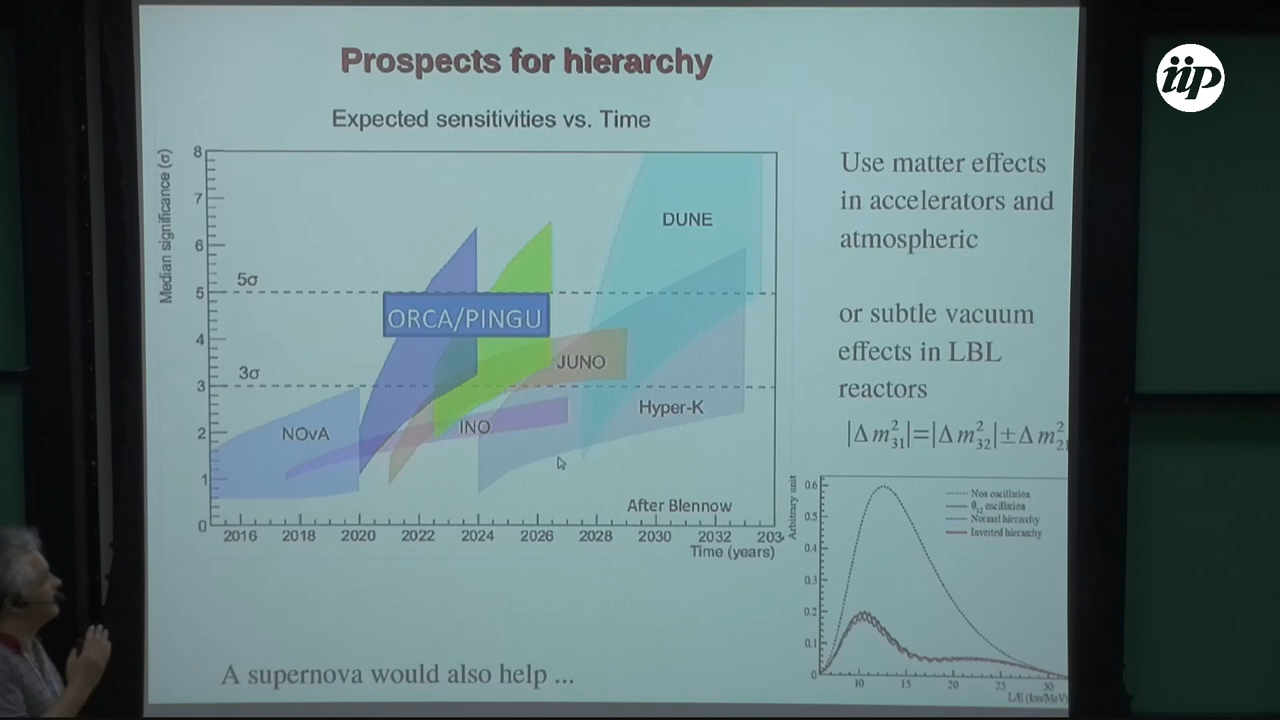 Prospects for hierarchy
iip
Expected sensitivities vs. Time
Median significance (σ)
8
7
6
5
4
3
2
1
0
5σ
3σ
DUNE
ORCA/PINGU
JUNO
Hyper-K
INO
NOvA
After Blennow
2016 2018 2020 2022 2024 2026 2028 2030 2032 203
Time (years)
Use matter effects
in accelerators and
atmospheric
or subtle vacuum
effects in LBL
reactors
|Δm²₃₁|=|Δm²₃₂|±Δm²₂
Arbitrary unit
0.6
0.5
0.4
0.3
0.2
0.1
0
Non oscillation
θ₁₂ oscillation
Normal hierarchy
Inverted hierarchy
10 15 20 25 30
L/E (km/MeV)
A supernova would also help ...